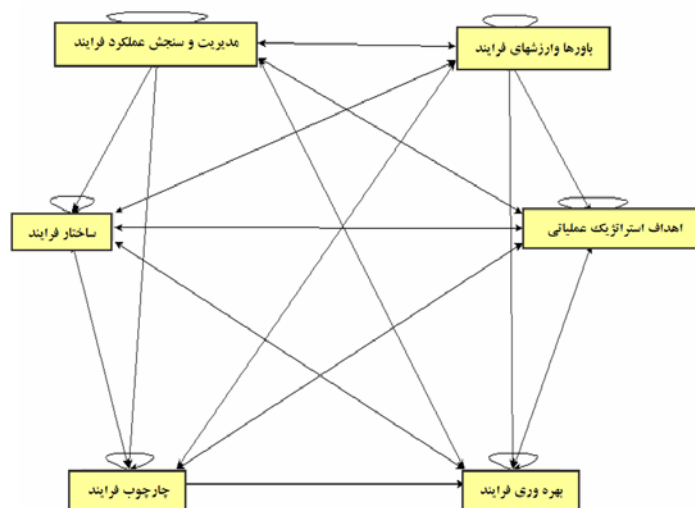 باورها وارزشهای فرایند
مدیریت و سنجش عملکرد فرایند
اهداف استراتژیک عملیاتی
ساختار فرایند
بهره وری فرایند
چارچوب فرایند